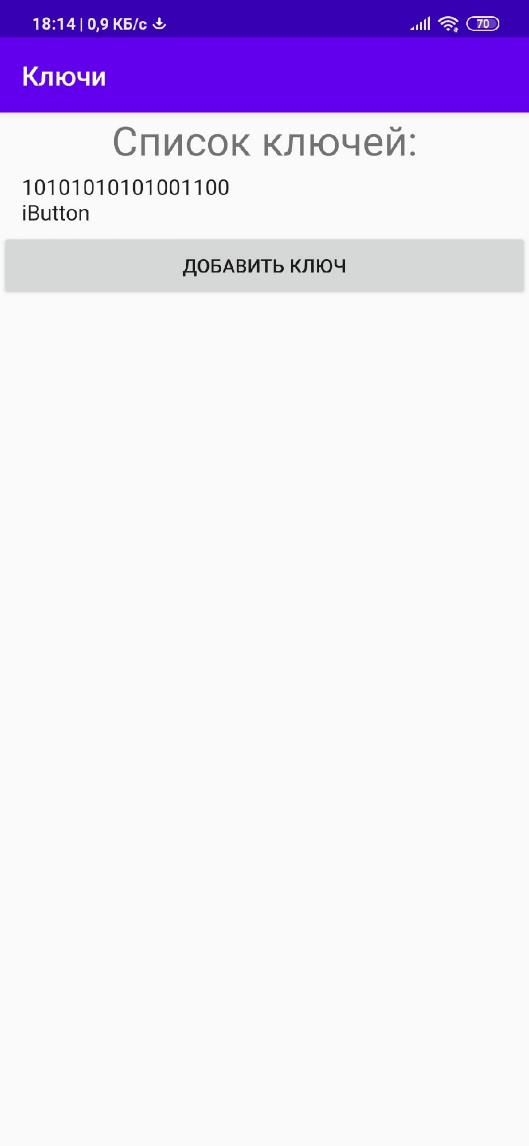 18:14 | 0,9 КБ/с
70
Ключи
Список ключей:
10101010101001100
iButton
ДОБАВИТЬ КЛЮЧ